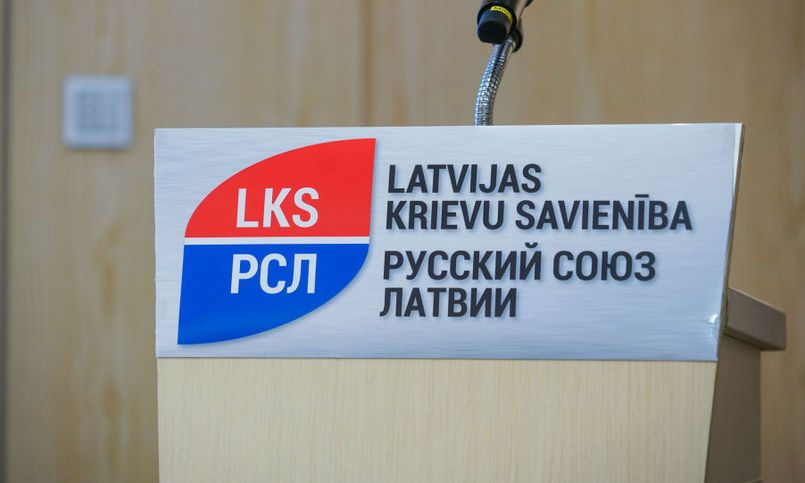 LKS
РСЛ
LATVIJAS
KRIEVU SAVIENĪBA
РУССКИЙ СОЮЗ
ЛАТВИИ